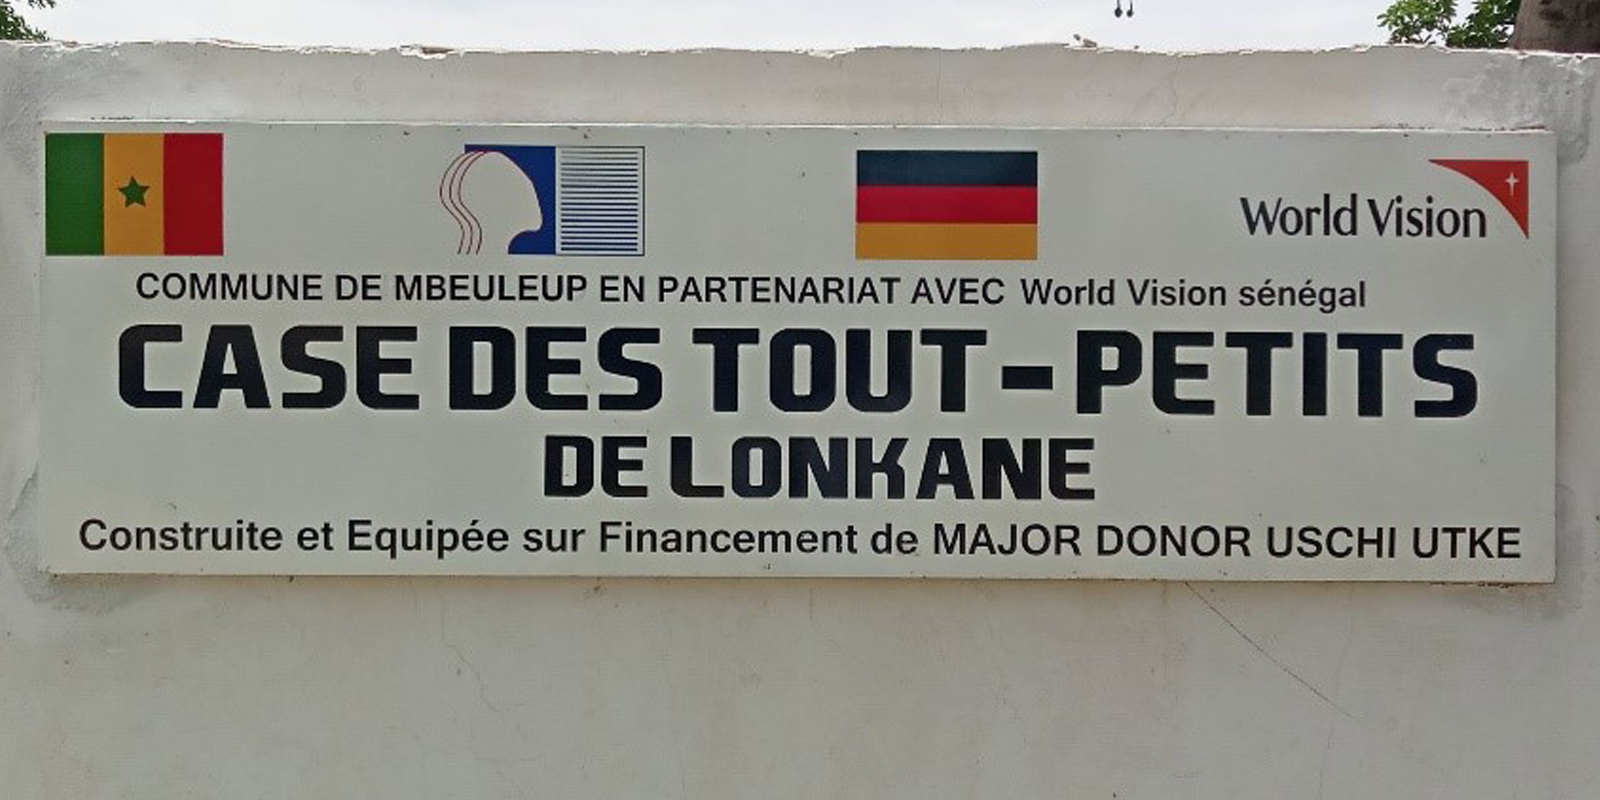 World Vision
COMMUNE DE MBEULEUP EN PARTENARIAT AVEC World Vision sénégal
CASE DES TOUT-PETITS
DE LONKANE
Construite et Equipée sur Financement de MAJOR DONOR USCHI UTKE